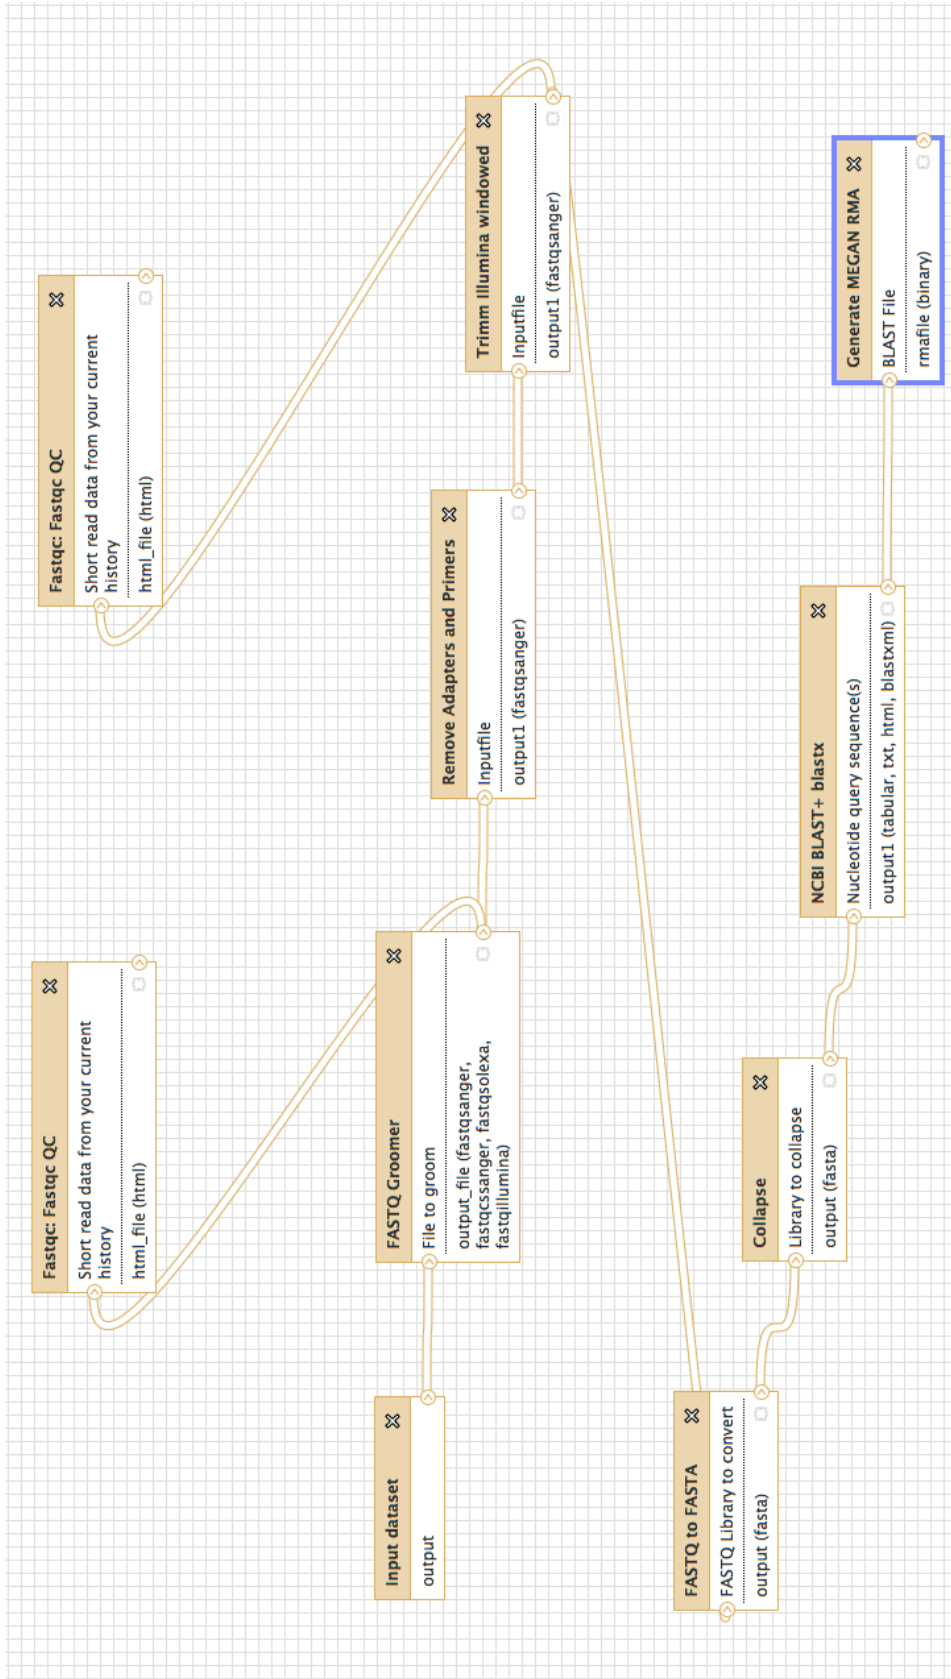 Fastqc: Fastqc QC
Short read data from your current
history
html_file (html)
Fastqc: Fastqc QC
Short read data from your current
history
html_file (html)
Input dataset
output
FASTQ Groomer
File to groom
output_file (fastqsanger,
fastqcssanger, fastqsolexa,
fastqillumina)
Remove Adapters and Primers
Inputfile
output1 (fastqsanger)
Trimm Illumina windowed
Inputfile
output1 (fastqsanger)
FASTQ to FASTA
FASTQ Library to convert
output (fasta)
Collapse
Library to collapse
output (fasta)
NCBI BLAST+ blastx
Nucleotide query sequence(s)
output1 (tabular, txt, html, blastxml)
Generate MEGAN RMA
BLAST File
rmafile (binary)